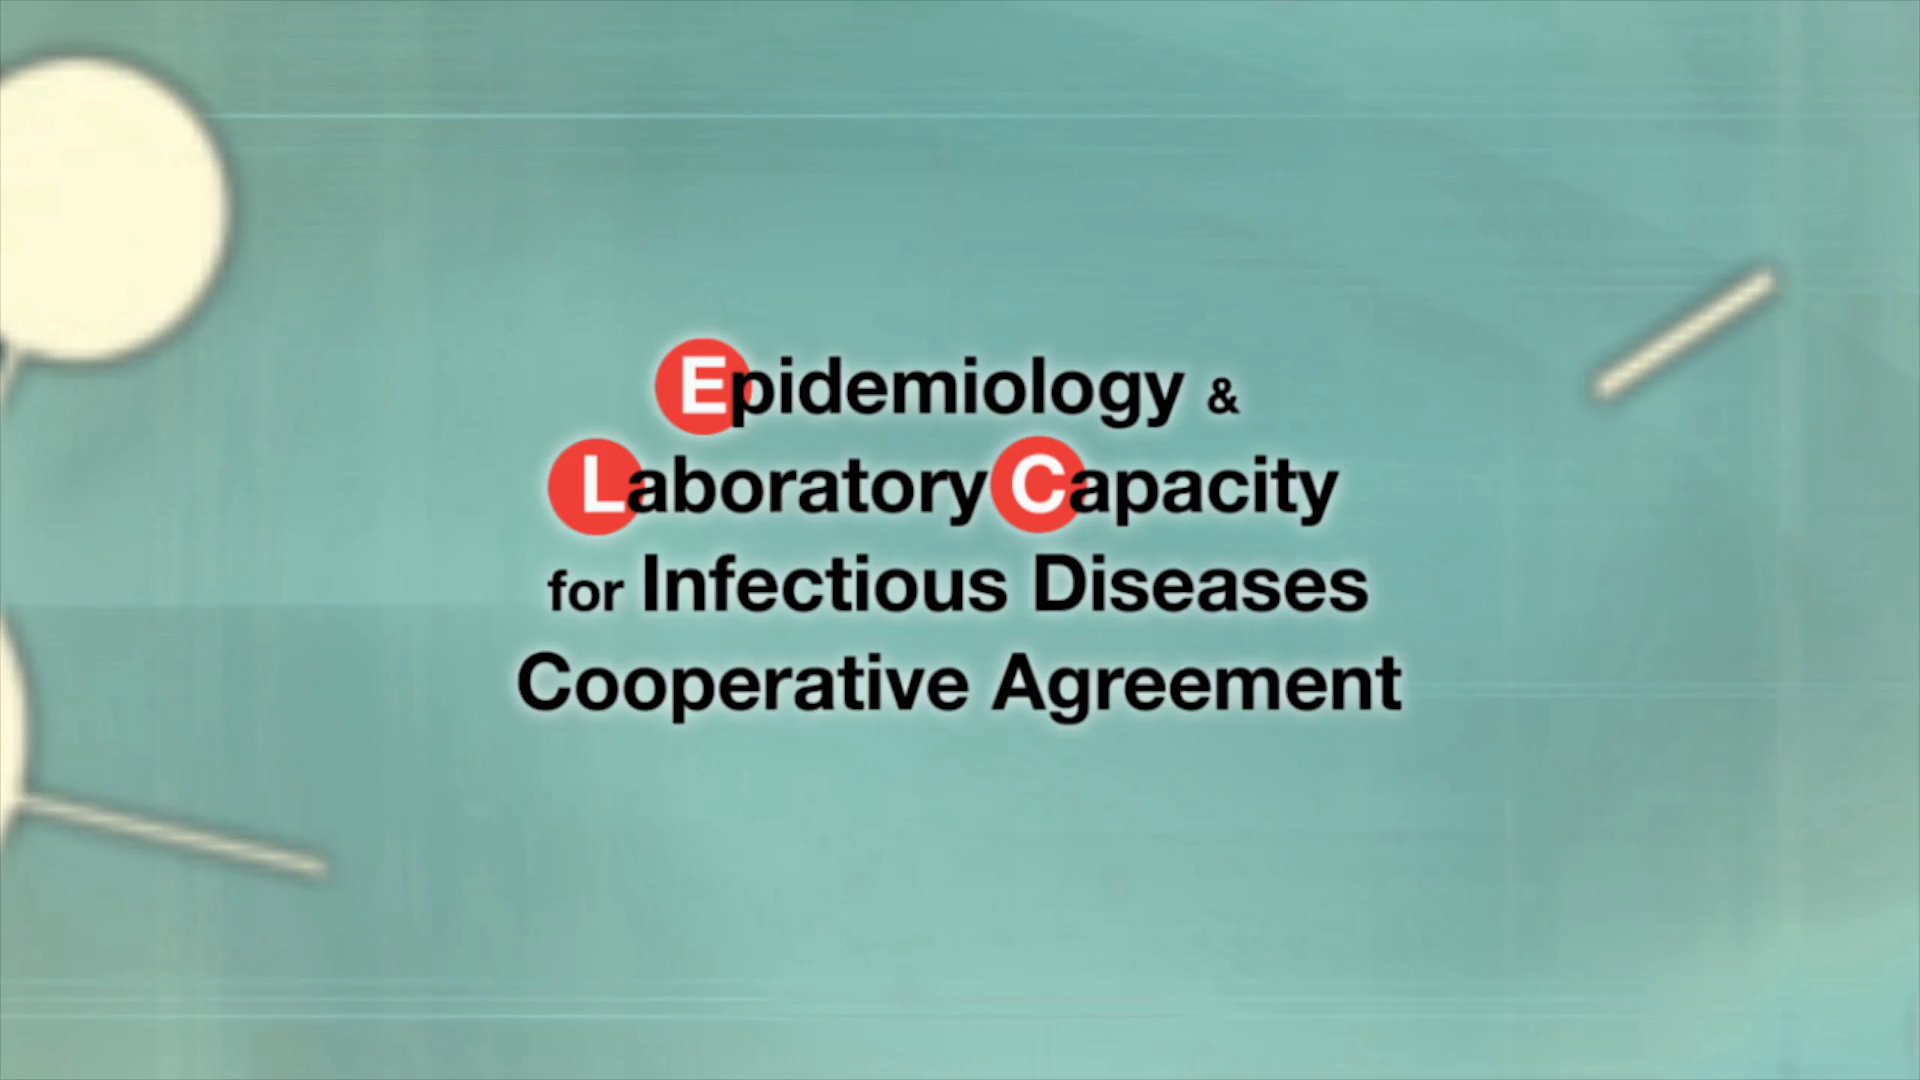 Epidemiology &
Laboratory Capacity
for Infectious Diseases
Cooperative Agreement